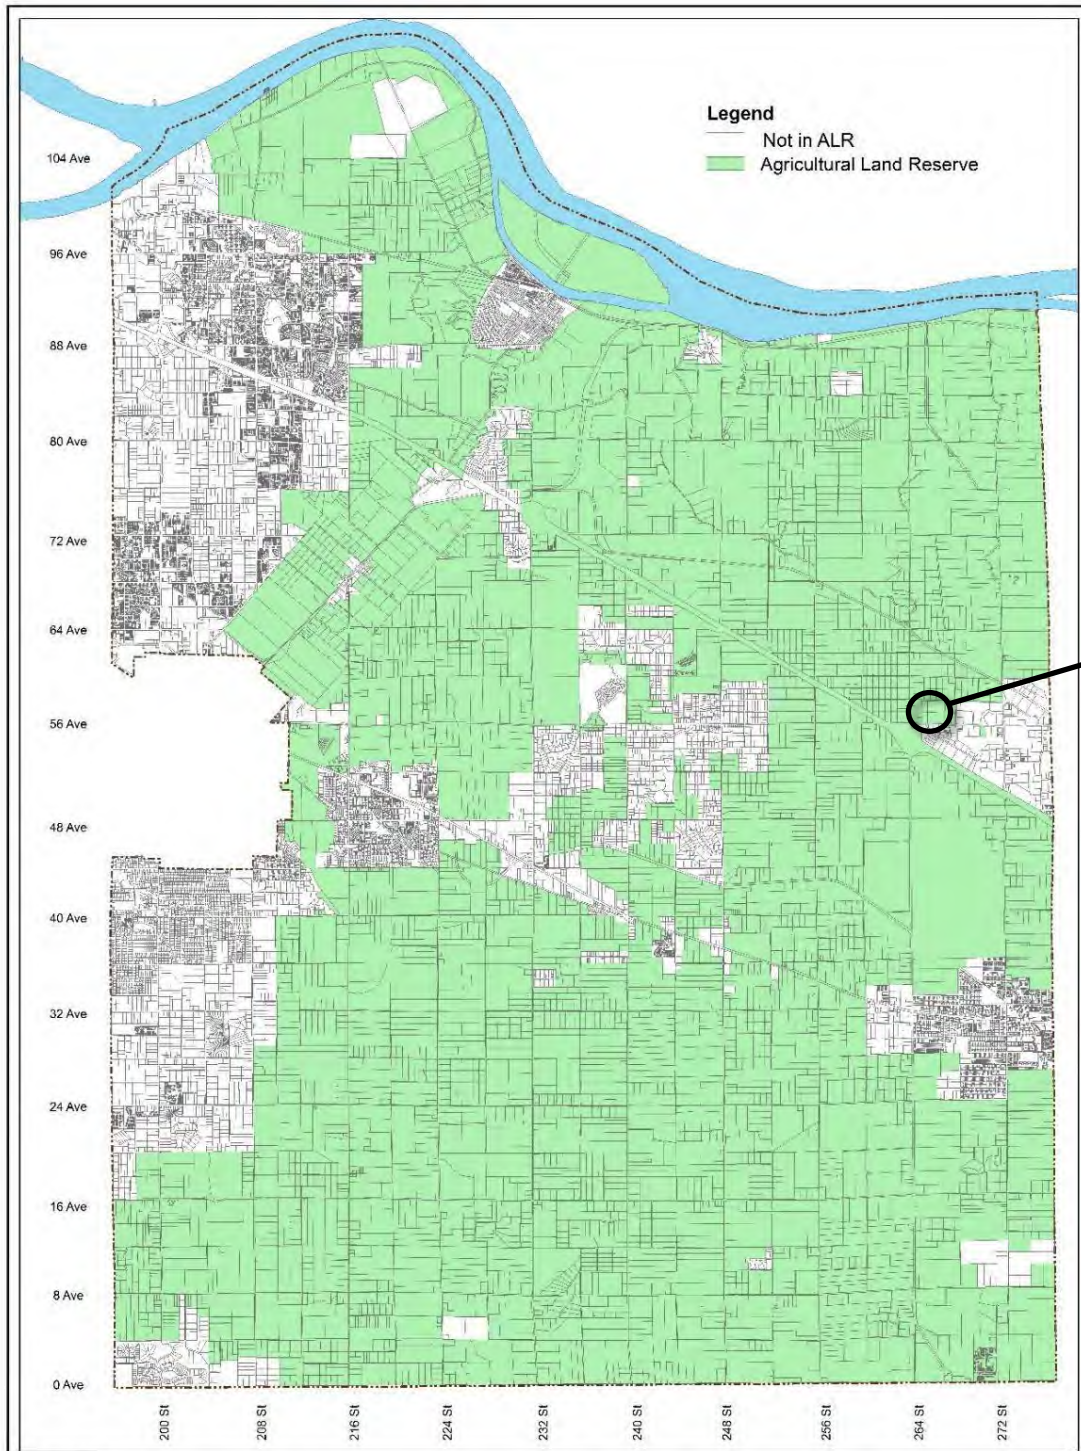 Legend
Not in ALR
Agricultural Land Reserve
104 Ave
96 Ave
88 Ave
80 Ave
72 Ave
64 Ave
56 Ave
48 Ave
40 Ave
32 Ave
24 Ave
16 Ave
8 Ave
0 Ave
200 St
208 St
216 St
224 St
232 St
240 St
248 St
256 St
264 St
272 St